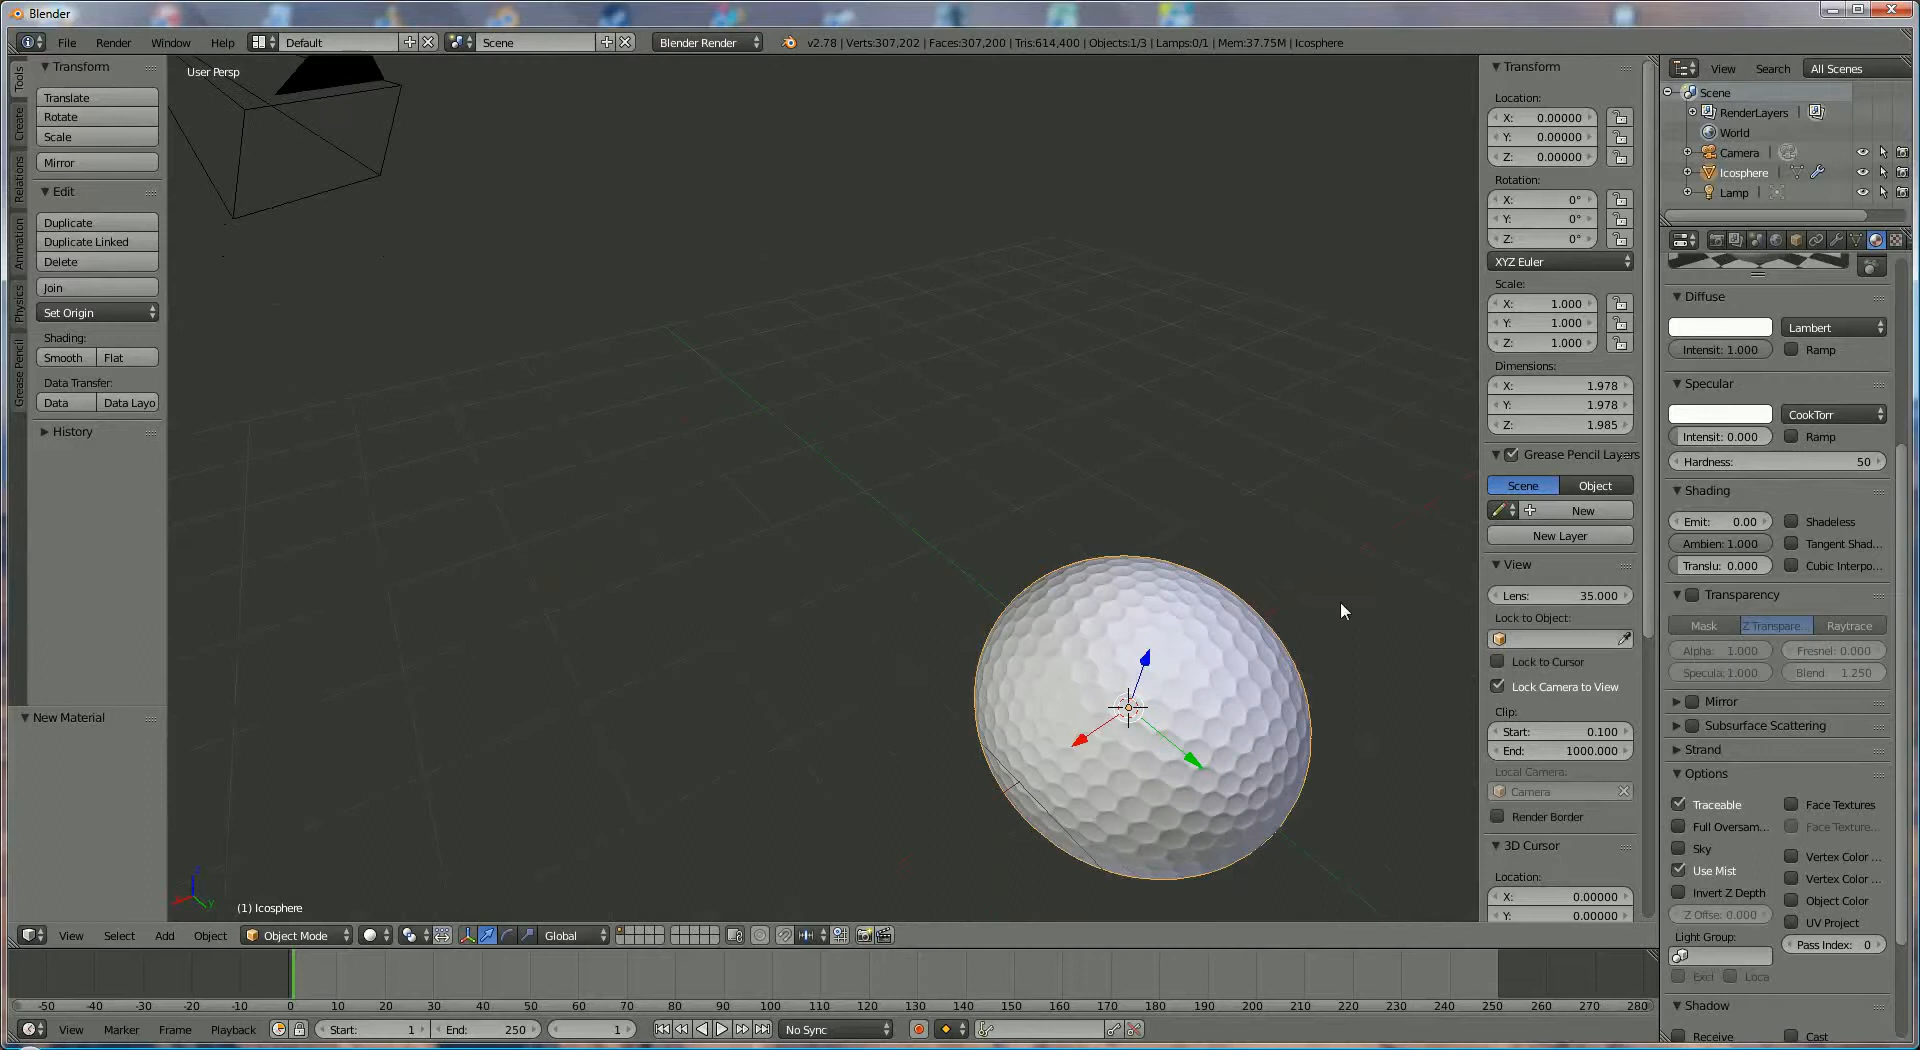 Blender
File Render Window Help Default Scene Blender Render v2.78 | Verts:307,202 | Faces:307,200 | Tris:614,400 | Objects:1/3 | Lamps:0/1 | Mem:37.75M | Icosphere
Tools
Create
Relations
Animation
Physics
Grease Pencil
Transform
Translate
Rotate
Scale
Mirror
Edit
Duplicate
Duplicate Linked
Delete
Join
Set Origin
Shading:
Smooth Flat
Data Transfer:
Data Data Layo
History
New Material
User Persp
(1) Icosphere
Transform
Location:
X: 0.00000
Y: 0.00000
Z: 0.00000
Rotation:
X: 0°
Y: 0°
Z: 0°
XYZ Euler
Scale:
X: 1.000
Y: 1.000
Z: 1.000
Dimensions:
X: 1.978
Y: 1.978
Z: 1.985
Grease Pencil Layers
Scene Object
New
New Layer
View
Lens: 35.000
Lock to Object:
Lock to Cursor
Lock Camera to View
Clip:
Start: 0.100
End: 1000.000
Local Camera:
Camera
Render Border
3D Cursor
Location:
X: 0.00000
Y: 0.00000
View Search All Scenes
Scene
RenderLayers
World
Camera
Icosphere
Lamp
Diffuse
Lambert
Intensit: 1.000 Ramp
Specular
CookTorr
Intensit: 0.000 Ramp
Hardness: 50
Shading
Emit: 0.00 Shadeless
Ambien: 1.000 Tangent Shad...
Translu: 0.000 Cubic Interpo...
Transparency
Mask Z Transpare... Raytrace
Alpha: 1.000 Fresnel: 0.000
Specula: 1.000 Blend: 1.250
Mirror
Subsurface Scattering
Strand
Options
Traceable Face Textures
Full Oversam... Face Texture...
Sky Vertex Color ...
Use Mist Vertex Color ...
Invert Z Depth Object Color
Z Offse: 0.000 UV Project
Light Group: Pass Index: 0
Excl Loca
Shadow
Receive Cast
View Select Add Object Object Mode Global
-50 -40 -30 -20 -10 0 10 20 30 40 50 60 70 80 90 100 110 120 130 140 150 160 170 180 190 200 210 220 230 240 250 260 270 280
View Marker Frame Playback Start: 1 End: 250 1 No Sync